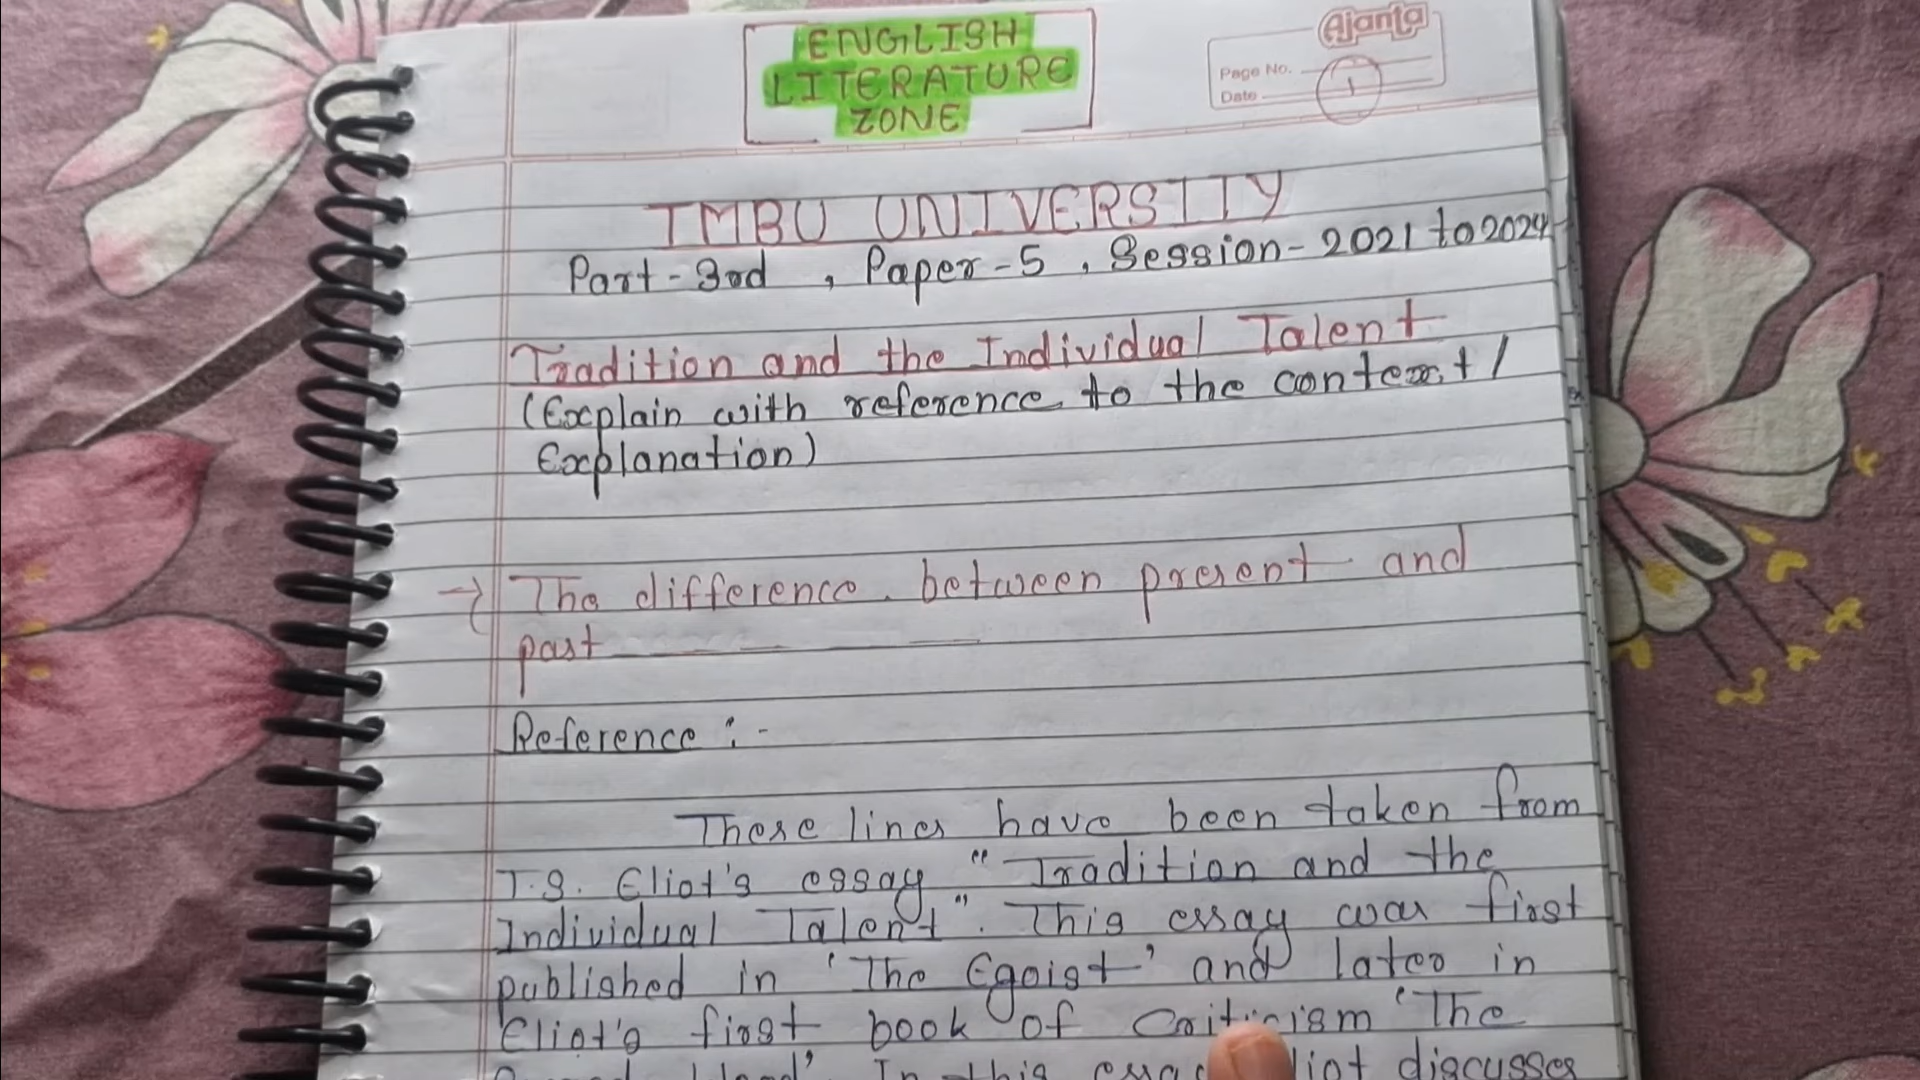 ENGLISH
LITERATURE
ZONE
Ajanta
Page No.
Date
1
TMBU UNIVERSITY
Part-3rd, Paper-5, Session-2021 to 2024
Tradition and the Individual Talent
(Explain with reference to the context/
Explanation)
→ The difference between present and
past
Reference :-
These lines have been taken from
T.S. Eliot's essay "Tradition and the
Individual Talent". This essay was first
published in 'The Egoist' and later in
Eliot's first book of Criticism 'The
In this discusses